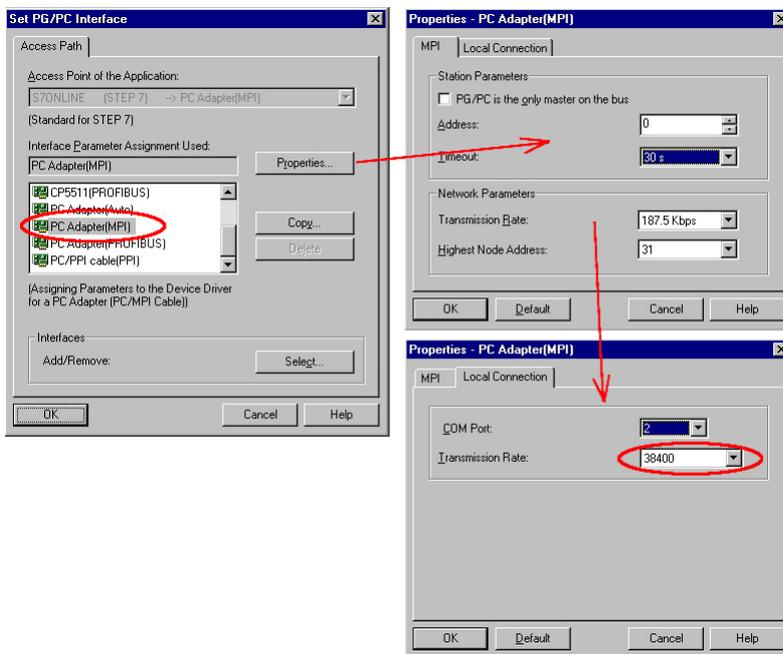 Set PG/PC Interface
Access Path
Access Point of the Application:
S7ONLINE (STEP 7) --> PC Adapter(MPI)
(Standard for STEP 7)
Interface Parameter Assignment Used:
PC Adapter(MPI)
Properties...
CP5511(PROFIBUS)
PC Adapter(Auto)
PC Adapter(MPI)
PC Adapter(PROFIBUS)
PC/PPI cable(PPI)
Copy...
Delete
(Assigning Parameters to the Device Driver
for a PC Adapter (PC/MPI Cable))
Interfaces
Add/Remove:
Select...
OK
Cancel
Help
Properties - PC Adapter(MPI)
MPI
Local Connection
Station Parameters
PG/PC is the only master on the bus
Address:
0
Timeout:
30 s
Network Parameters
Transmission Rate:
187.5 Kbps
Highest Node Address:
31
OK
Default
Cancel
Help
Properties - PC Adapter(MPI)
MPI
Local Connection
COM Port:
2
Transmission Rate:
38400
OK
Default
Cancel
Help